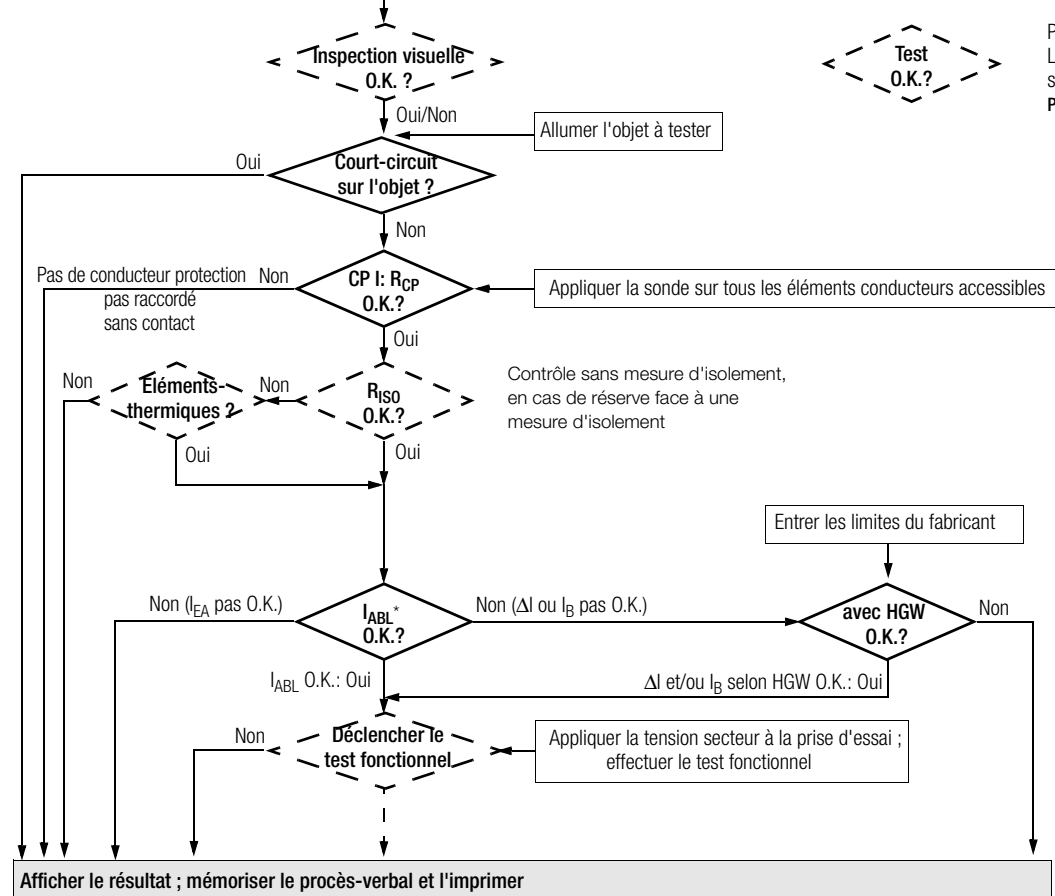 Inspection visuelle
O.K. ?
Test
O.K.?
P
L
s
P
Oui/Non
Allumer l'objet à tester
Oui
Court-circuit
sur l'objet ?
Non
Pas de conducteur protection
pas raccordé
sans contact
Non
CP I: RCP
O.K.?
Appliquer la sonde sur tous les éléments conducteurs accessibles
Oui
Non
Eléments-
thermiques ?
Non
RISO
O.K.?
Contrôle sans mesure d'isolement,
en cas de réserve face à une
mesure d'isolement
Oui
Oui
Entrer les limites du fabricant
Non (IEA pas O.K.)
IABL*
O.K.?
Non (ΔI ou IB pas O.K.)
avec HGW
O.K.?
Non
IABL O.K.: Oui
ΔI et/ou IB selon HGW O.K.: Oui
Non
Déclencher le
test fonctionnel
Appliquer la tension secteur à la prise d'essai ;
effectuer le test fonctionnel
Afficher le résultat ; mémoriser le procès-verbal et l'imprimer